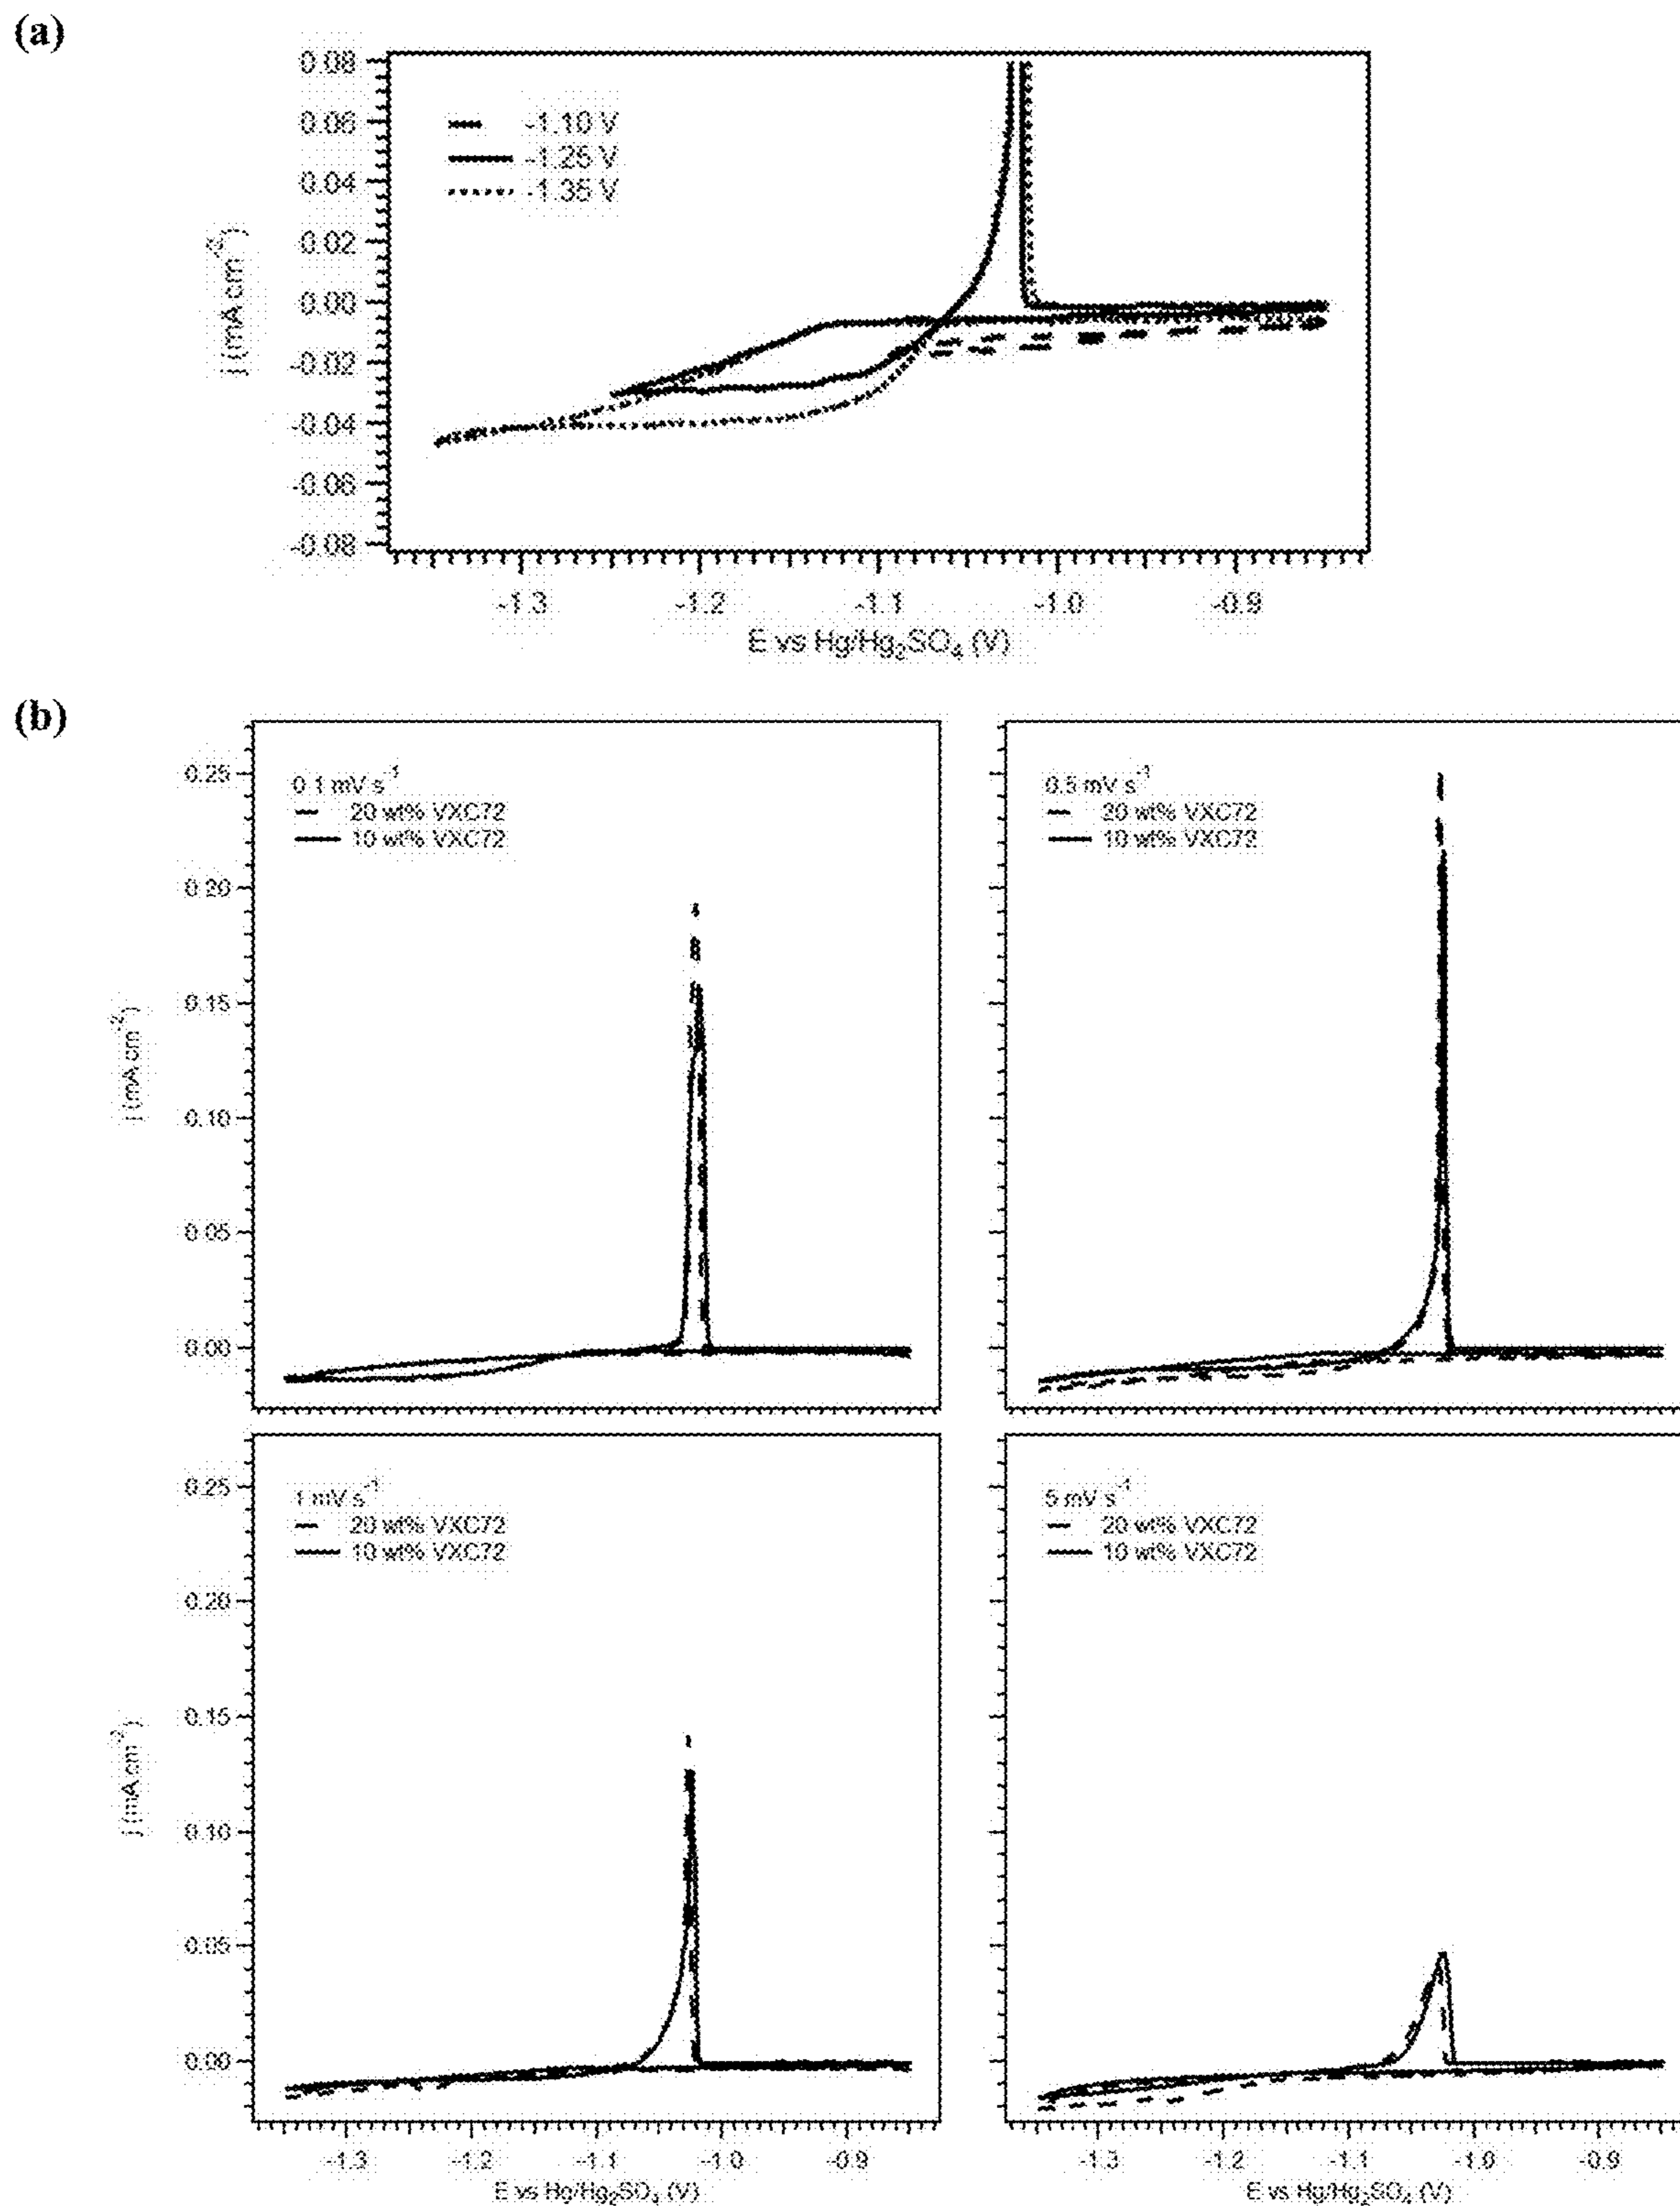 (a)
0.08
0.06
0.04
0.02
0.00
-0.02
-0.04
-0.06
-0.08
j (mA cm⁻²)
-1.10 V
-1.25 V
-1.35 V
-1.3 -1.2 -1.1 -1.0 -0.9
E vs Hg/Hg₂SO₄ (V)
(b)
0.1 mV s⁻¹
20 wt% VXC72
10 wt% VXC72
0.25
0.20
0.15
0.10
0.05
0.00
j (mA cm⁻²)
0.5 mV s⁻¹
20 wt% VXC72
10 wt% VXC72
1 mV s⁻¹
20 wt% VXC72
10 wt% VXC72
0.25
0.20
0.15
0.10
0.05
0.00
j (mA cm⁻²)
-1.3 -1.2 -1.1 -1.0 -0.9
E vs Hg/Hg₂SO₄ (V)
5 mV s⁻¹
20 wt% VXC72
10 wt% VXC72
-1.3 -1.2 -1.1 -1.0 -0.9
E vs Hg/Hg₂SO₄ (V)